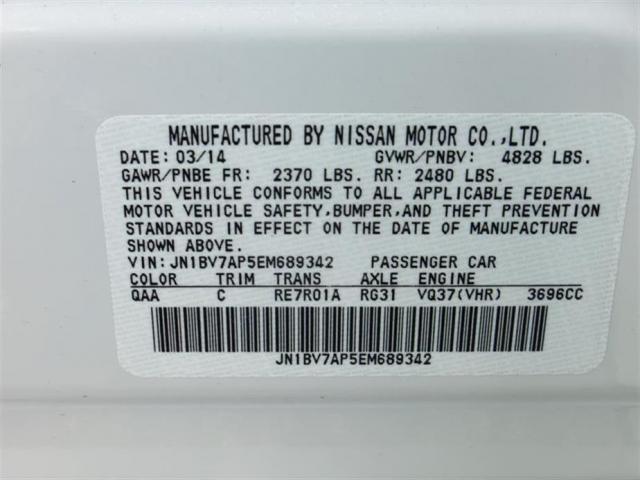 MANUFACTURED BY NISSAN MOTOR CO.,LTD.
DATE: 03/14 GVWR/PNBV: 4828 LBS.
GAWR/PNBE FR: 2370 LBS. RR: 2480 LBS.
THIS VEHICLE CONFORMS TO ALL APPLICABLE FEDERAL
MOTOR VEHICLE SAFETY,BUMPER,AND THEFT PREVENTION
STANDARDS IN EFFECT ON THE DATE OF MANUFACTURE
SHOWN ABOVE.
VIN:JN1BV7AP5EM689342 PASSENGER CAR
COLOR TRIM TRANS AXLE ENGINE
QAA C RE7R01A RG31 VQ37(VHR) 3696CC
JN1BV7AP5EM689342